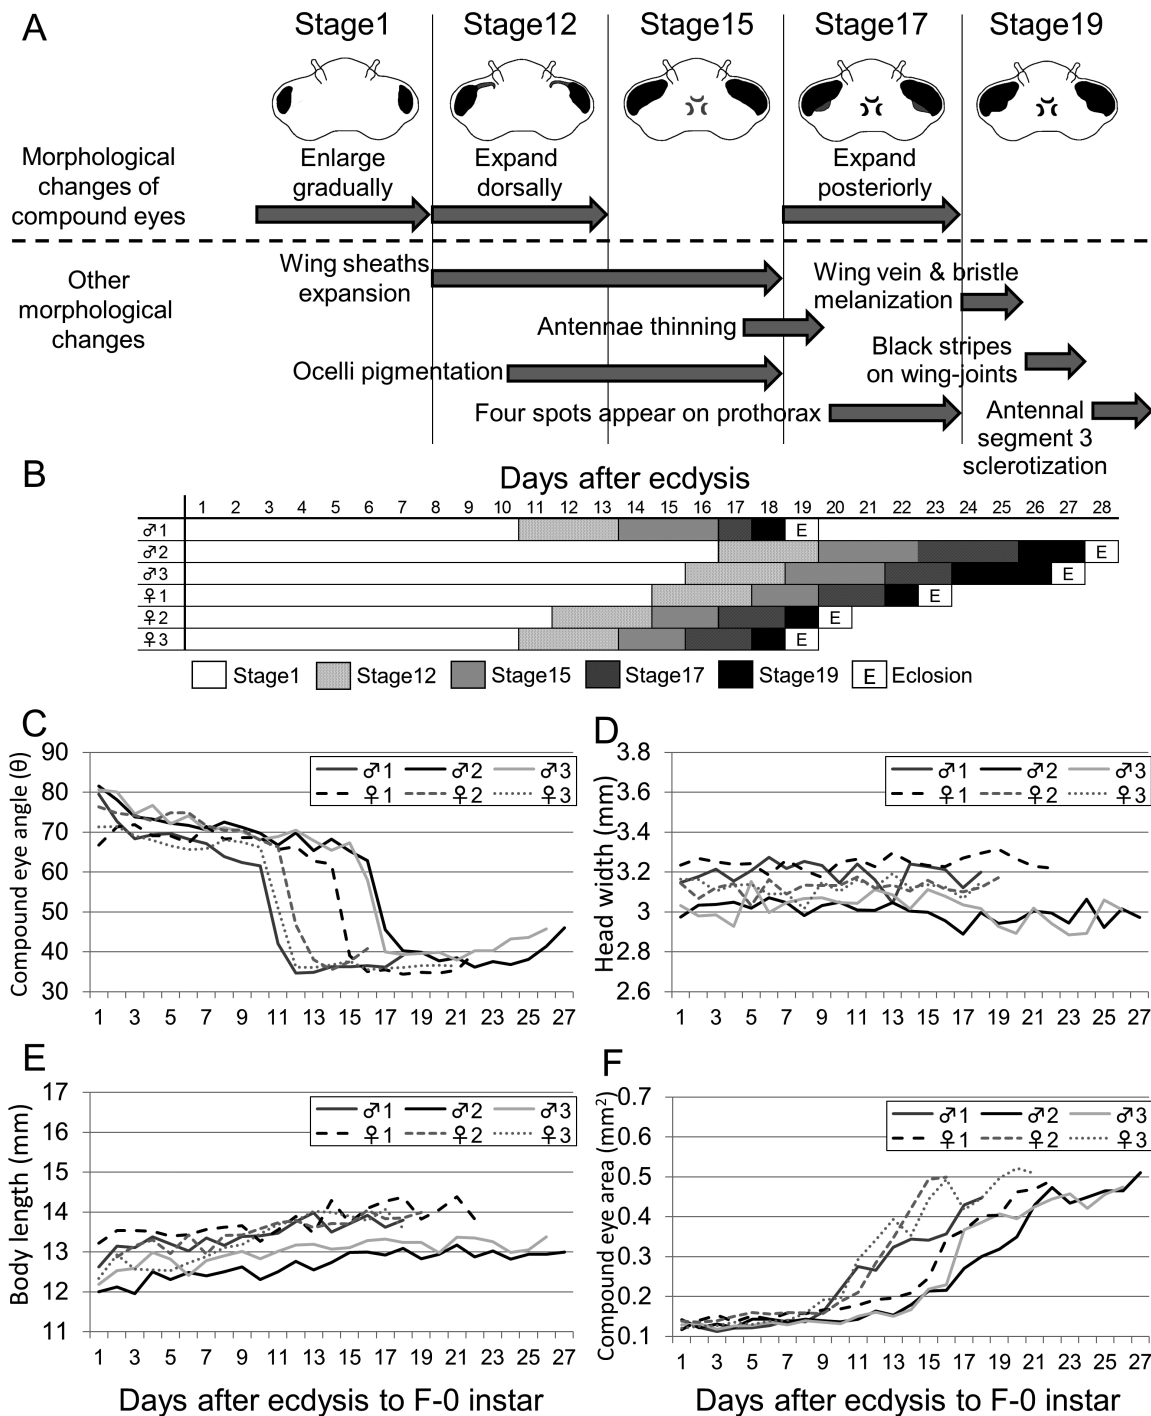 A
Stage1 Stage12 Stage15 Stage17 Stage19
Morphological
changes of
compound eyes
Enlarge
gradually
Expand
dorsally
Expand
posteriorly
Other
morphological
changes
Wing sheaths
expansion
Wing vein & bristle
melanization
Antennae thinning
Black stripes
on wing-joints
Ocelli pigmentation
Four spots appear on prothorax
Antennal
segment 3
sclerotization
B
Days after ecdysis
1 2 3 4 5 6 7 8 9 10 11 12 13 14 15 16 17 18 19 20 21 22 23 24 25 26 27 28
♂1 E
♂2 E
♂3 E
♀1 E
♀2 E
♀3 E
Stage1 Stage12 Stage15 Stage17 Stage19 E Eclosion
C
Compound eye angle (θ)
90
80
70
60
50
40
30
♂1 ♂2 ♂3
♀1 ♀2 ♀3
1 3 5 7 9 11 13 15 17 19 21 23 25 27
D
Head width (mm)
3.8
3.6
3.4
3.2
3
2.8
2.6
♂1 ♂2 ♂3
♀1 ♀2 ♀3
1 3 5 7 9 11 13 15 17 19 21 23 25 27
E
Body length (mm)
17
16
15
14
13
12
11
♂1 ♂2 ♂3
♀1 ♀2 ♀3
1 3 5 7 9 11 13 15 17 19 21 23 25 27
Days after ecdysis to F-0 instar
F
Compound eye area (mm²)
0.7
0.6
0.5
0.4
0.3
0.2
0.1
♂1 ♂2 ♂3
♀1 ♀2 ♀3
1 3 5 7 9 11 13 15 17 19 21 23 25 27
Days after ecdysis to F-0 instar